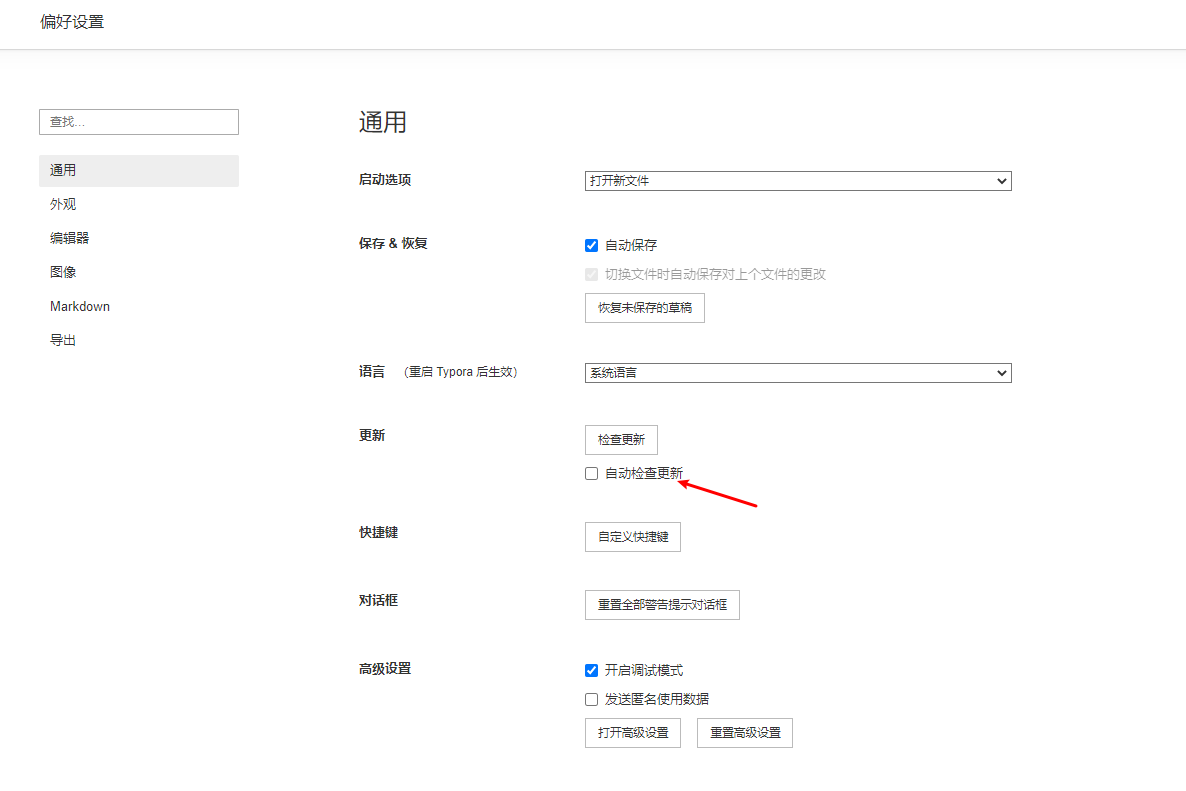 偏好设置
查找...
通用
外观
编辑器
图像
Markdown
导出
通用
启动选项
打开新文件
保存 & 恢复
自动保存
切换文件时自动保存对上个文件的更改
恢复未保存的草稿
语言 （重启 Typora 后生效）
系统语言
更新
检查更新
自动检查更新
快捷键
自定义快捷键
对话框
重置全部警告提示对话框
高级设置
开启调试模式
发送匿名使用数据
打开高级设置 重置高级设置